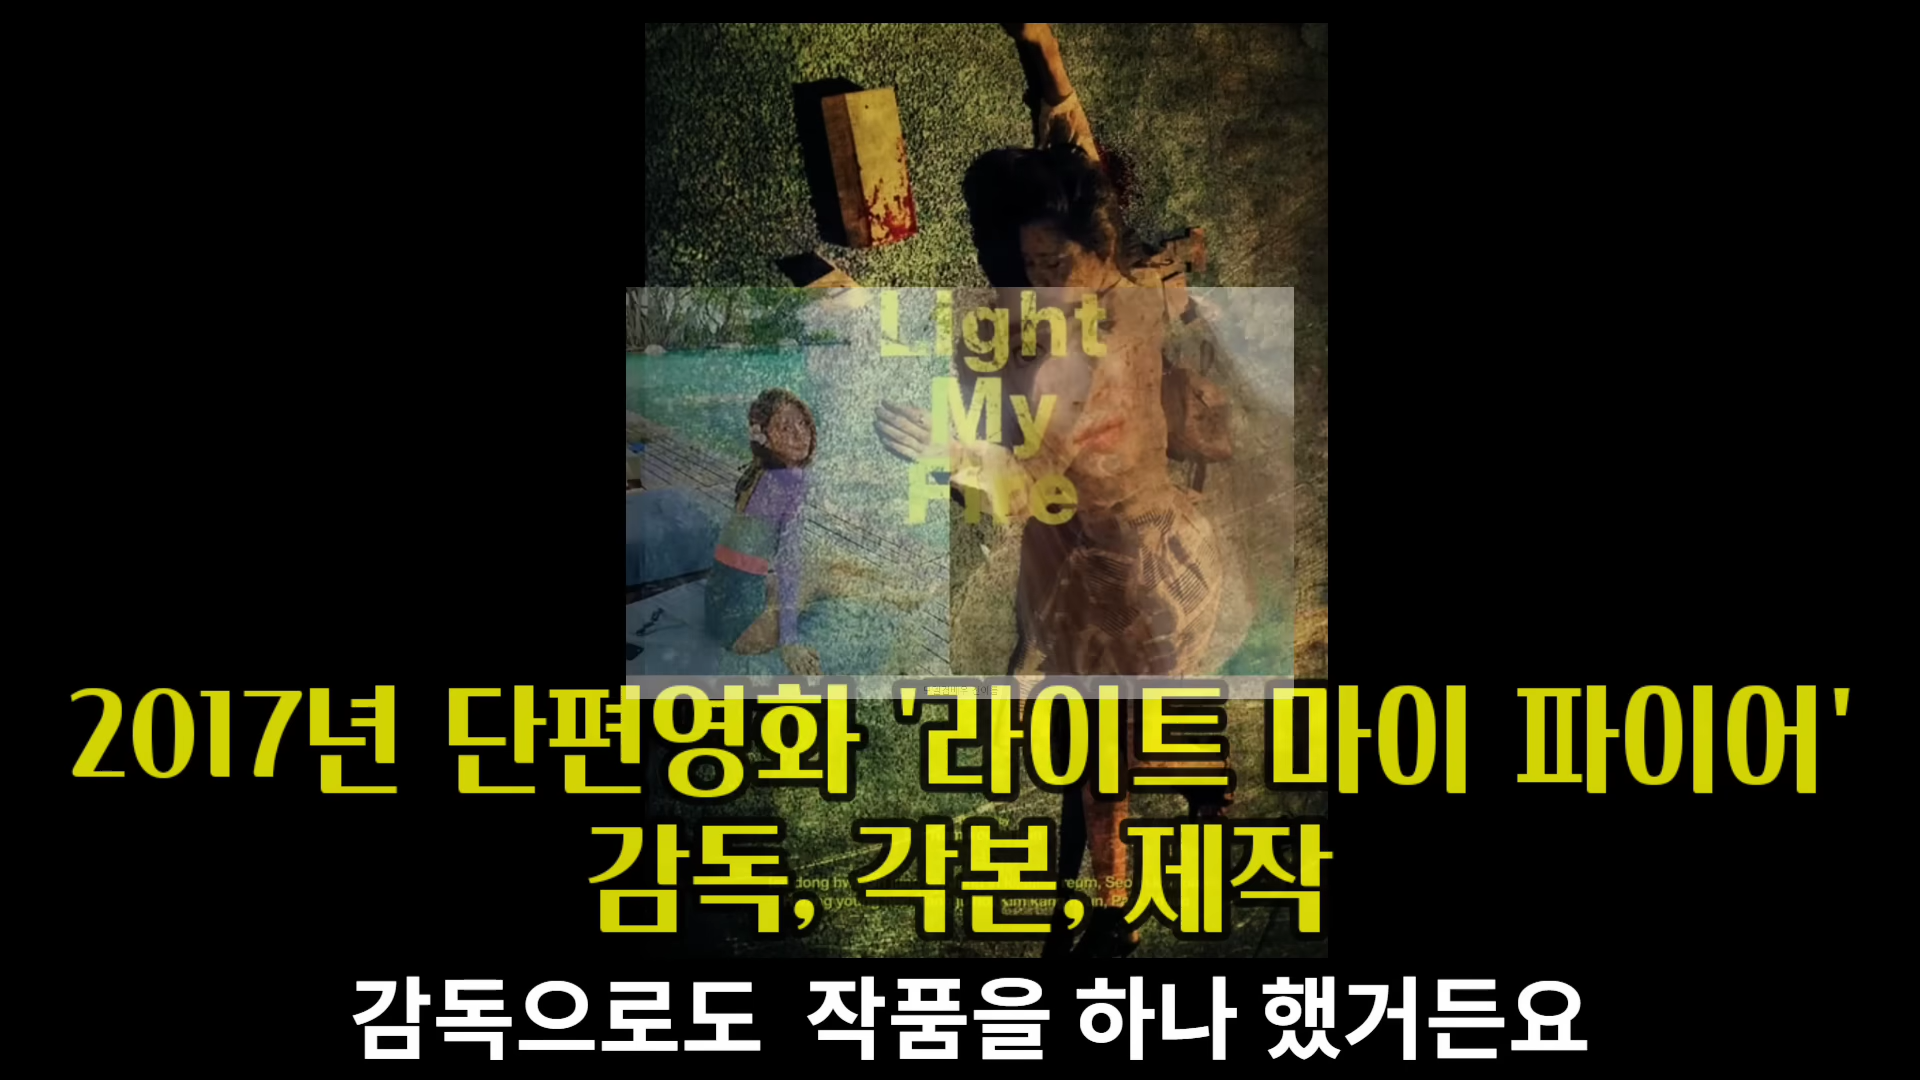 Light
My
Fire
2017년 단편영화 '라이트 마이 파이어'
감독, 각본, 제작
감독으로도 작품을 하나 했거든요